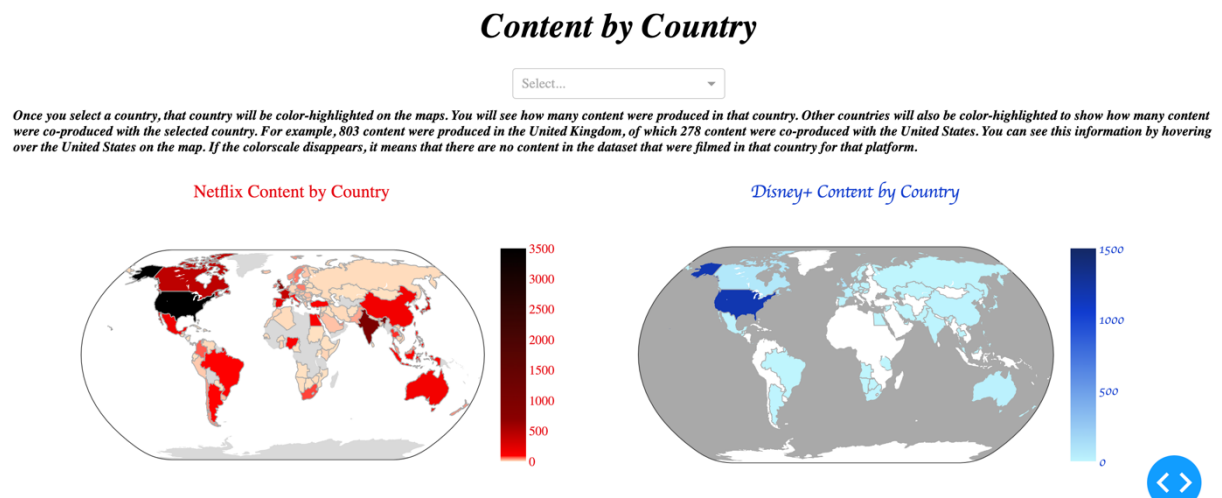 Content by Country
Select...
Once you select a country, that country will be color-highlighted on the maps. You will see how many content were produced in that country. Other countries will also be color-highlighted to show how many content
were co-produced with the selected country. For example, 803 content were produced in the United Kingdom, of which 278 content were co-produced with the United States. You can see this information by hovering
over the United States on the map. If the colorscale disappears, it means that there are no content in the dataset that were filmed in that country for that platform.
Netflix Content by Country
3500
3000
2500
2000
1500
1000
500
0
Disney+ Content by Country
1500
1000
500
0